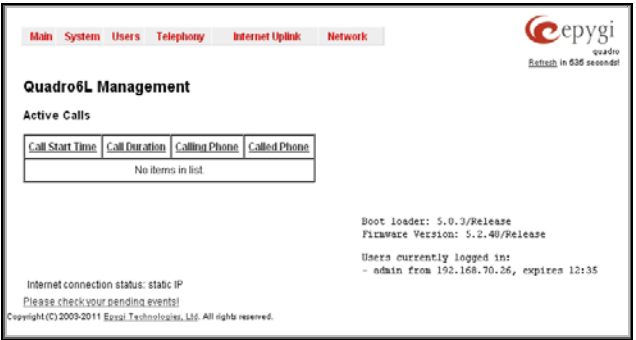 Main System Users Telephony Internet Uplink Network
epygi
quadro
Refresh in 636 seconds!
Quadro6L Management
Active Calls
Call Start Time Call Duration Calling Phone Called Phone
No items in list.
Boot loader: 5.0.3/Release
Firmware Version: 5.2.40/Release
Users currently logged in:
- admin from 192.168.70.26, expires 12:35
Internet connection status: static IP
Please check your pending events!
Copyright (C) 2003-2011 Epygi Technologies, Ltd. All rights reserved.